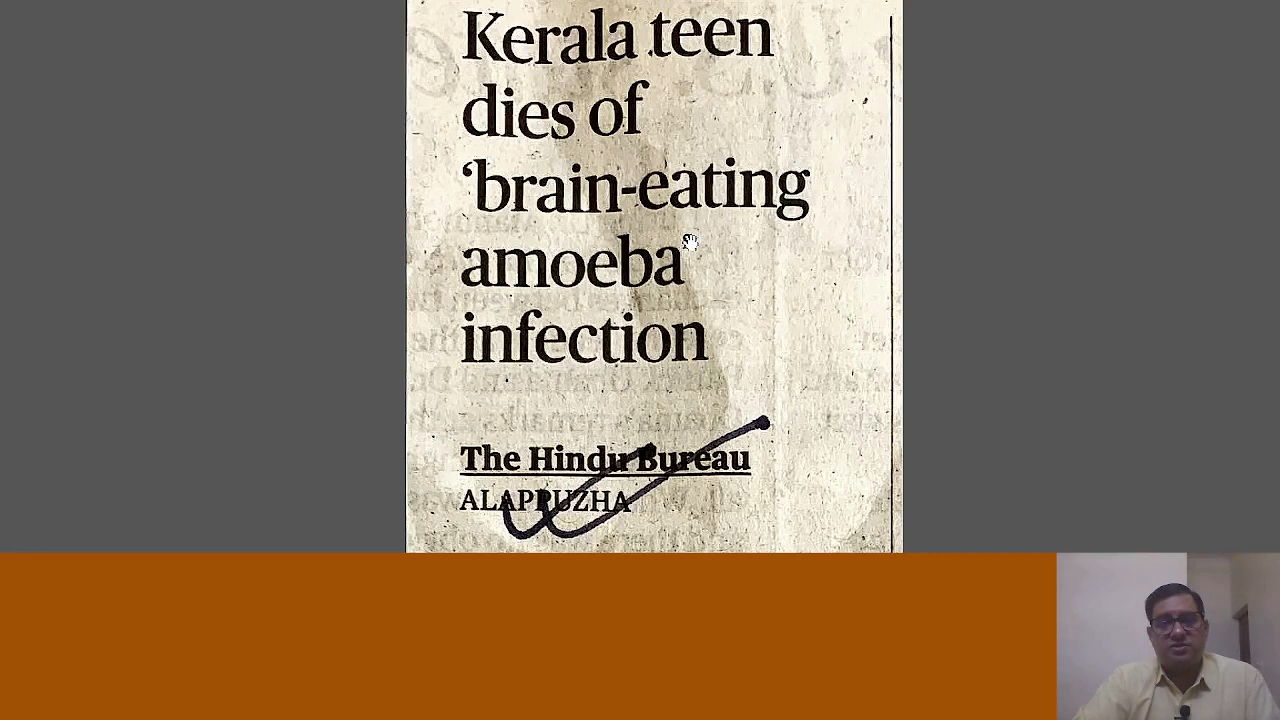 Kerala teen
dies of
‘brain-eating
amoeba’
infection
The Hindu Bureau
ALAPPUZHA